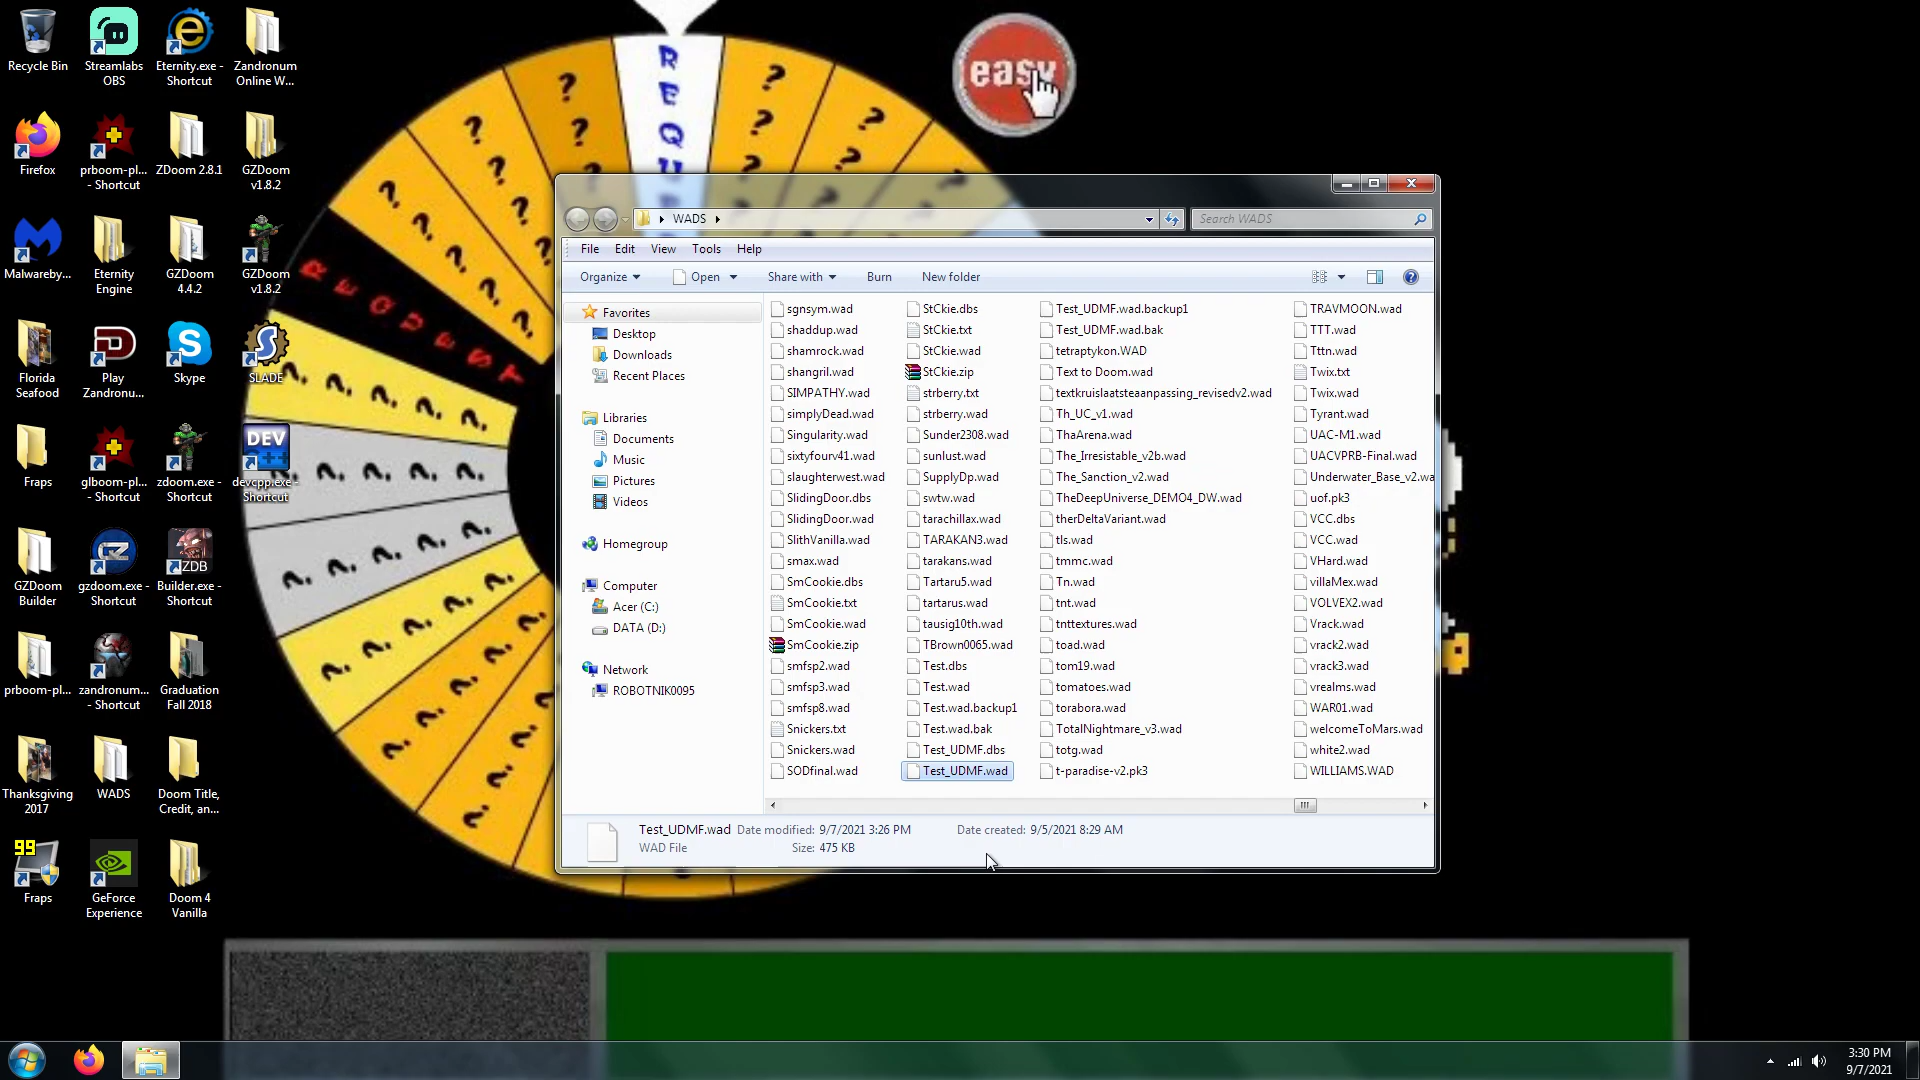 Recycle Bin
Streamlabs
OBS
Eternity.exe -
Shortcut
Zandronum
Online W...
Firefox
prboom-pl...
- Shortcut
ZDoom 2.8.1
GZDoom
v1.8.2
Malwareby...
Eternity
Engine
GZDoom
4.4.2
GZDoom
v1.8.2
Florida
Seafood
Play
Zandronu...
Skype
SLADE
Fraps
glboom-pl...
- Shortcut
zdoom.exe -
Shortcut
DEV
C++
devcpp.exe -
Shortcut
GZDoom
Builder
gzdoom.exe -
Shortcut
ZDB
Builder.exe -
Shortcut
prboom-pl...
zandronum...
- Shortcut
Graduation
Fall 2018
Thanksgiving
2017
WADS
Doom Title,
Credit, an...
99
Fraps
GeForce
Experience
Doom 4
Vanilla
REQU
REQUEST
easy
WADS
Search WADS
File Edit View Tools Help
Organize Open Share with Burn New folder
Favorites
Desktop
Downloads
Recent Places
Libraries
Documents
Music
Pictures
Videos
Homegroup
Computer
Acer (C:)
DATA (D:)
Network
ROBOTNIK0095
sgnsym.wad
shaddup.wad
shamrock.wad
shangril.wad
SIMPATHY.wad
simplyDead.wad
Singularity.wad
sixtyfourv41.wad
slaughterwest.wad
SlidingDoor.dbs
SlidingDoor.wad
SlithVanilla.wad
smax.wad
SmCookie.dbs
SmCookie.txt
SmCookie.wad
SmCookie.zip
smfsp2.wad
smfsp3.wad
smfsp8.wad
Snickers.txt
Snickers.wad
SODfinal.wad
StCkie.dbs
StCkie.txt
StCkie.wad
StCkie.zip
strberry.txt
strberry.wad
Sunder2308.wad
sunlust.wad
SupplyDp.wad
swtw.wad
tarachillax.wad
TARAKAN3.wad
tarakans.wad
Tartaru5.wad
tartarus.wad
tausig10th.wad
TBrown0065.wad
Test.dbs
Test.wad
Test.wad.backup1
Test.wad.bak
Test_UDMF.dbs
Test_UDMF.wad
Test_UDMF.wad.backup1
Test_UDMF.wad.bak
tetraptykon.WAD
Text to Doom.wad
textkruislaatsteaanpassing_revisedv2.wad
Th_UC_v1.wad
ThaArena.wad
The_Irresistable_v2b.wad
The_Sanction_v2.wad
TheDeepUniverse_DEMO4_DW.wad
therDeltaVariant.wad
tls.wad
tmmc.wad
Tn.wad
tnt.wad
tnttextures.wad
toad.wad
tom19.wad
tomatoes.wad
torabora.wad
TotalNightmare_v3.wad
totg.wad
t-paradise-v2.pk3
TRAVMOON.wad
TTT.wad
Tttn.wad
Twix.txt
Twix.wad
Tyrant.wad
UAC-M1.wad
UACVPRB-Final.wad
Underwater_Base_v2.wa
uof.pk3
VCC.dbs
VCC.wad
VHard.wad
villaMex.wad
VOLVEX2.wad
Vrack.wad
vrack2.wad
vrack3.wad
vrealms.wad
WAR01.wad
welcomeToMars.wad
white2.wad
WILLIAMS.WAD
Test_UDMF.wad Date modified: 9/7/2021 3:26 PM Date created: 9/5/2021 8:29 AM
WAD File Size: 475 KB
3:30 PM
9/7/2021